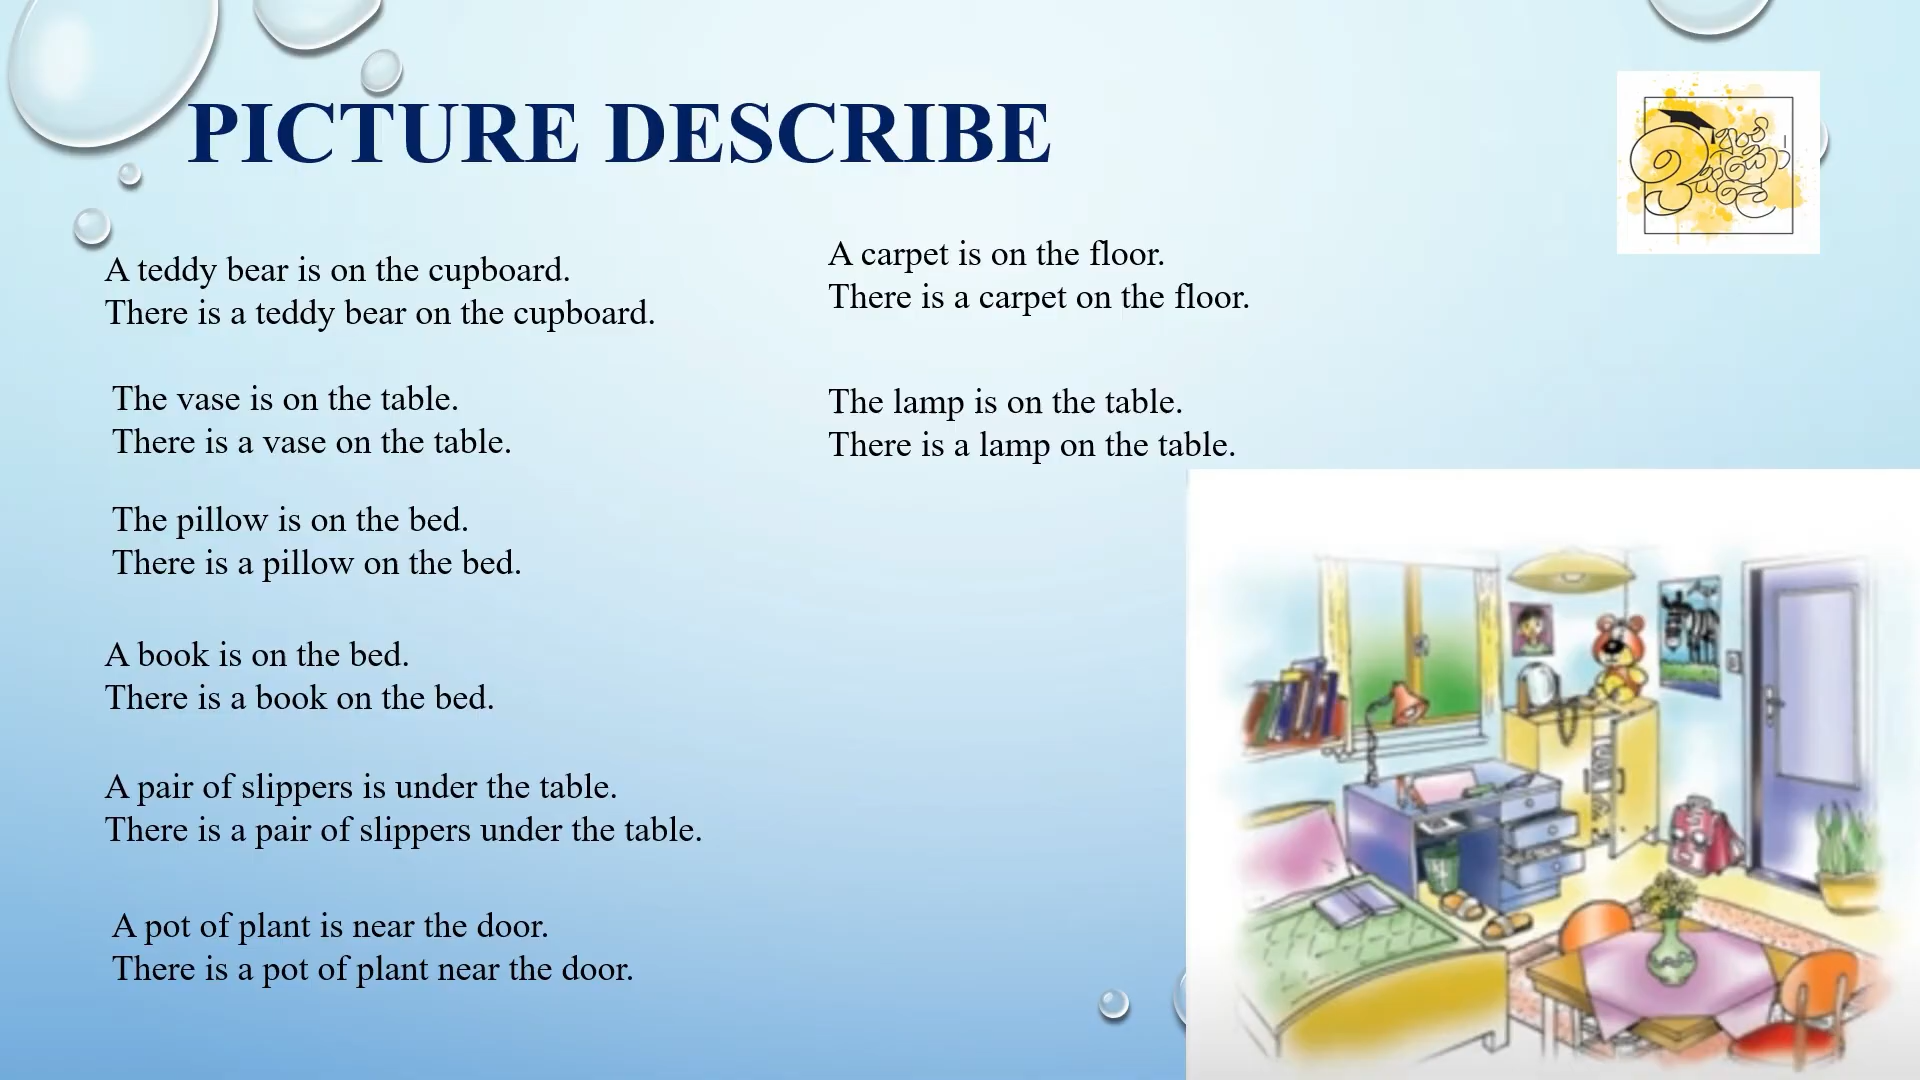 PICTURE DESCRIBE
A teddy bear is on the cupboard.
There is a teddy bear on the cupboard.
The vase is on the table.
There is a vase on the table.
The pillow is on the bed.
There is a pillow on the bed.
A book is on the bed.
There is a book on the bed.
A pair of slippers is under the table.
There is a pair of slippers under the table.
A pot of plant is near the door.
There is a pot of plant near the door.
A carpet is on the floor.
There is a carpet on the floor.
The lamp is on the table.
There is a lamp on the table.